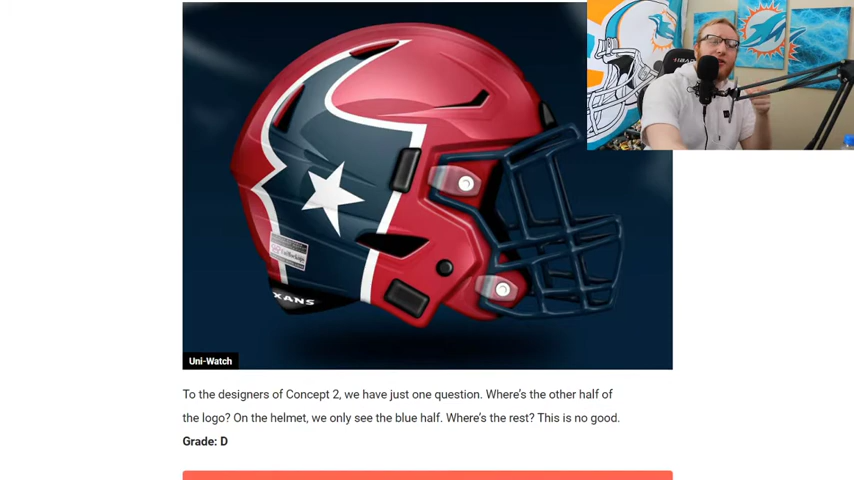 XANS
Uni-Watch
To the designers of Concept 2, we have just one question. Where's the other half of
the logo? On the helmet, we only see the blue half. Where's the rest? This is no good.
Grade: D